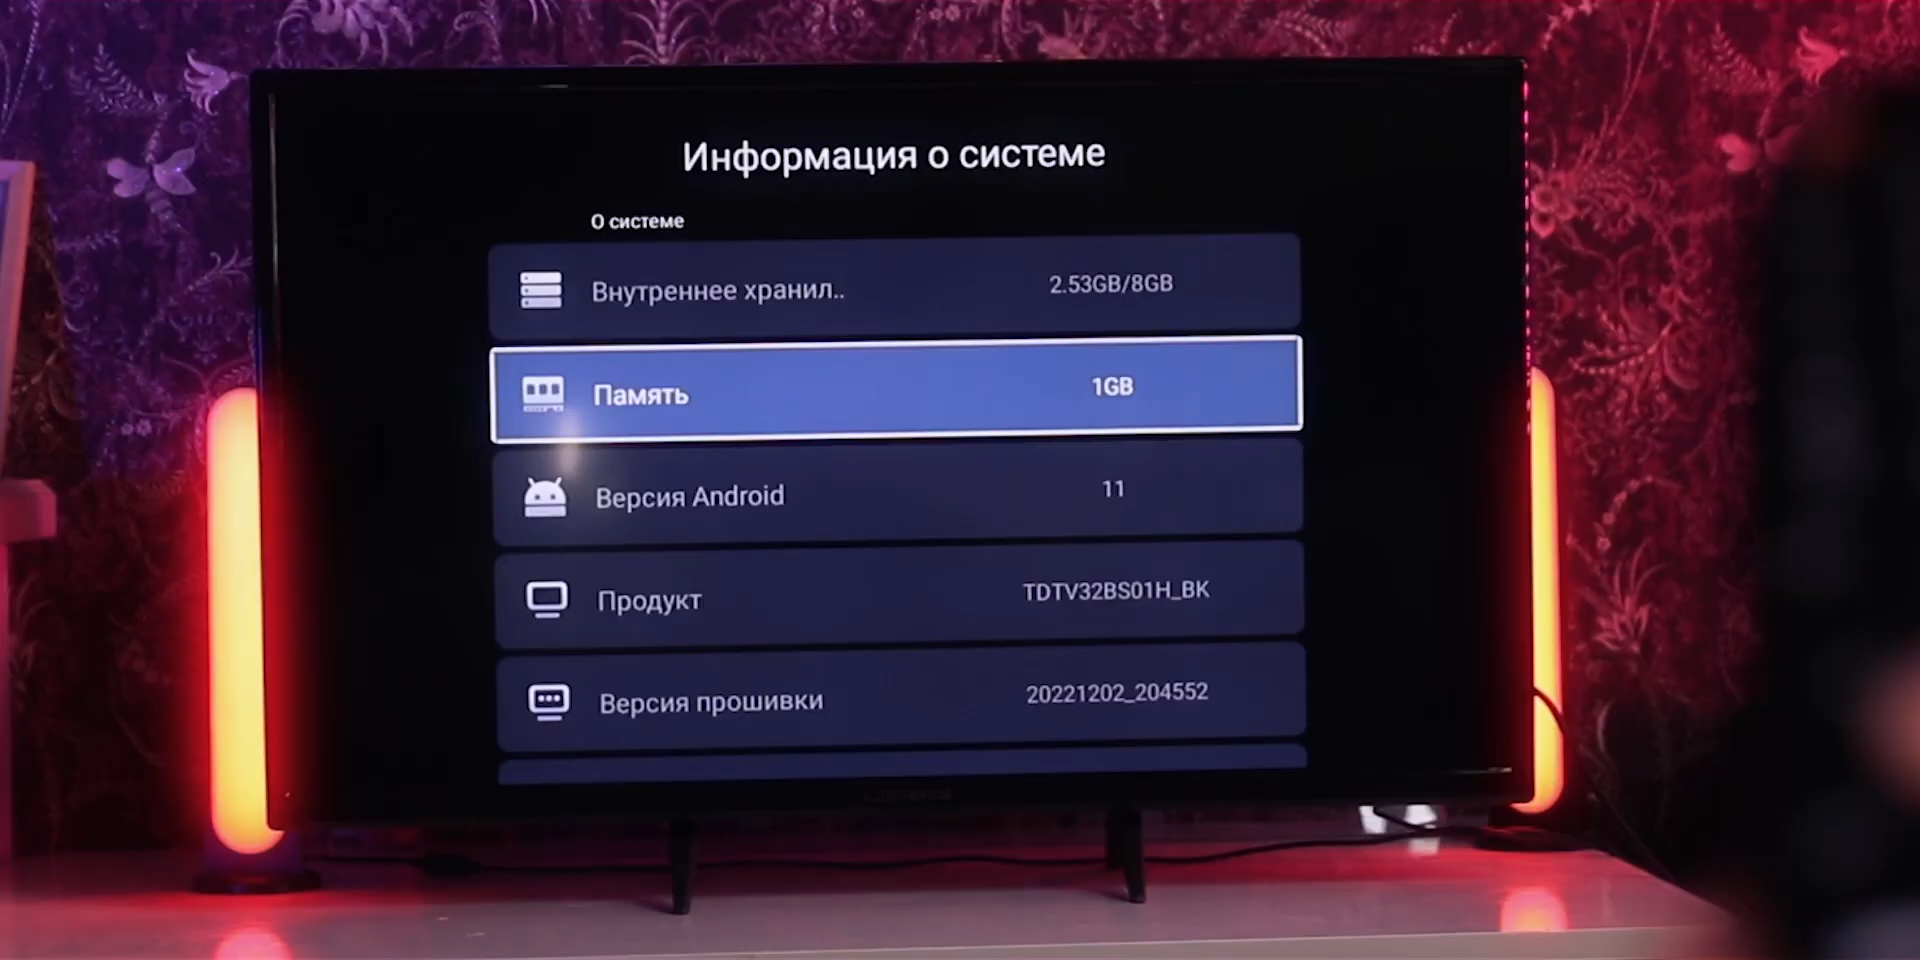 Информация о системе
О системе
Внутреннее хранил.. 2.53GB/8GB
Память 1GB
Версия Android 11
Продукт TDTV32BS01H_BK
Версия прошивки 20221202_204552